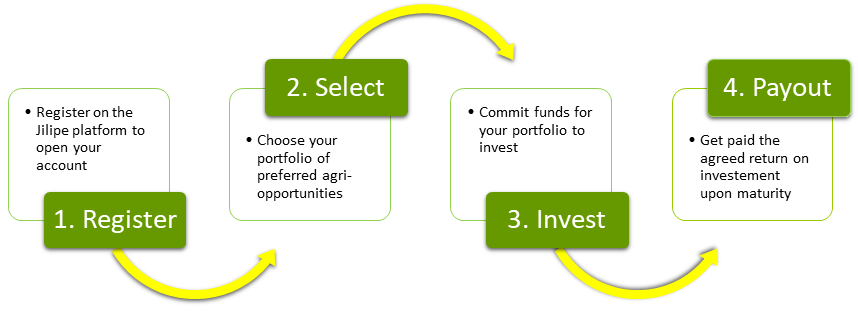 • Register on the
Jilipe platform to
open your
account
1. Register
2. Select
• Choose your
portfolio of
preferred agri-
opportunities
• Commit funds for
your portfolio to
invest
3. Invest
4. Payout
• Get paid the
agreed return on
investement
upon maturity